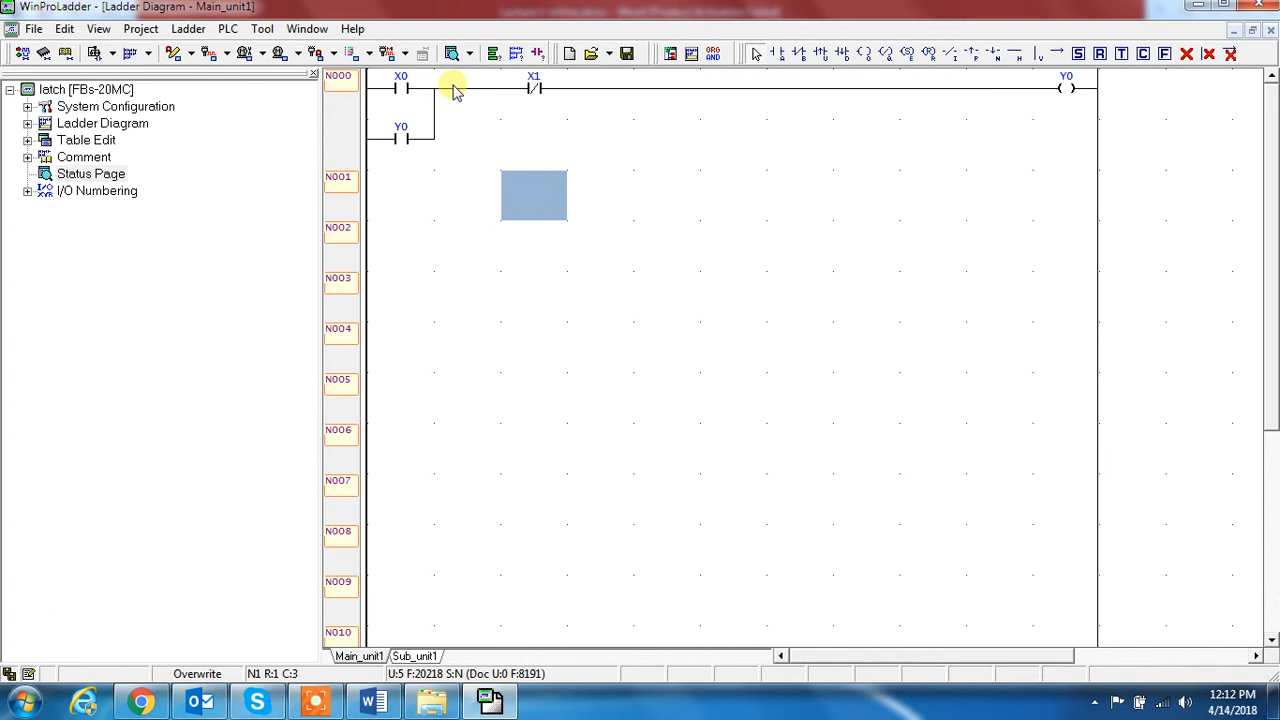 WinProLadder - [Ladder Diagram - Main_unit1]
File Edit View Project Ladder PLC Tool Window Help
ORG
AND
A B U D O Q S R I P N H V
S R T C F
latch [FBs-20MC]
System Configuration
Ladder Diagram
Table Edit
Comment
Status Page
I/O Numbering
N000
X0
X1
Y0
Y0
N001
N002
N003
N004
N005
N006
N007
N008
N009
N010
Main_unit1
Sub_unit1
Overwrite
N1 R:1 C:3
U:5 F:20218 S:N (Doc U:0 F:8191)
12:12 PM
4/14/2018